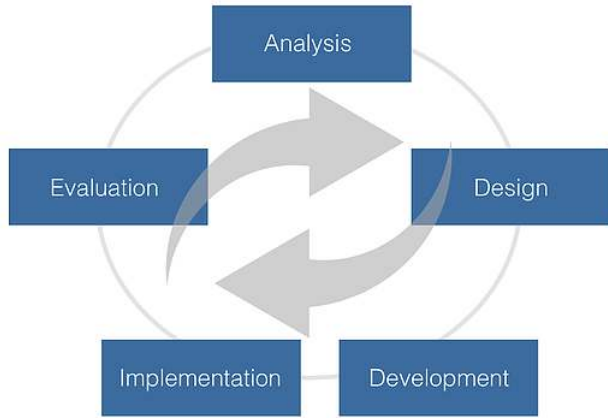 Analysis
Evaluation
Design
Implementation
Development